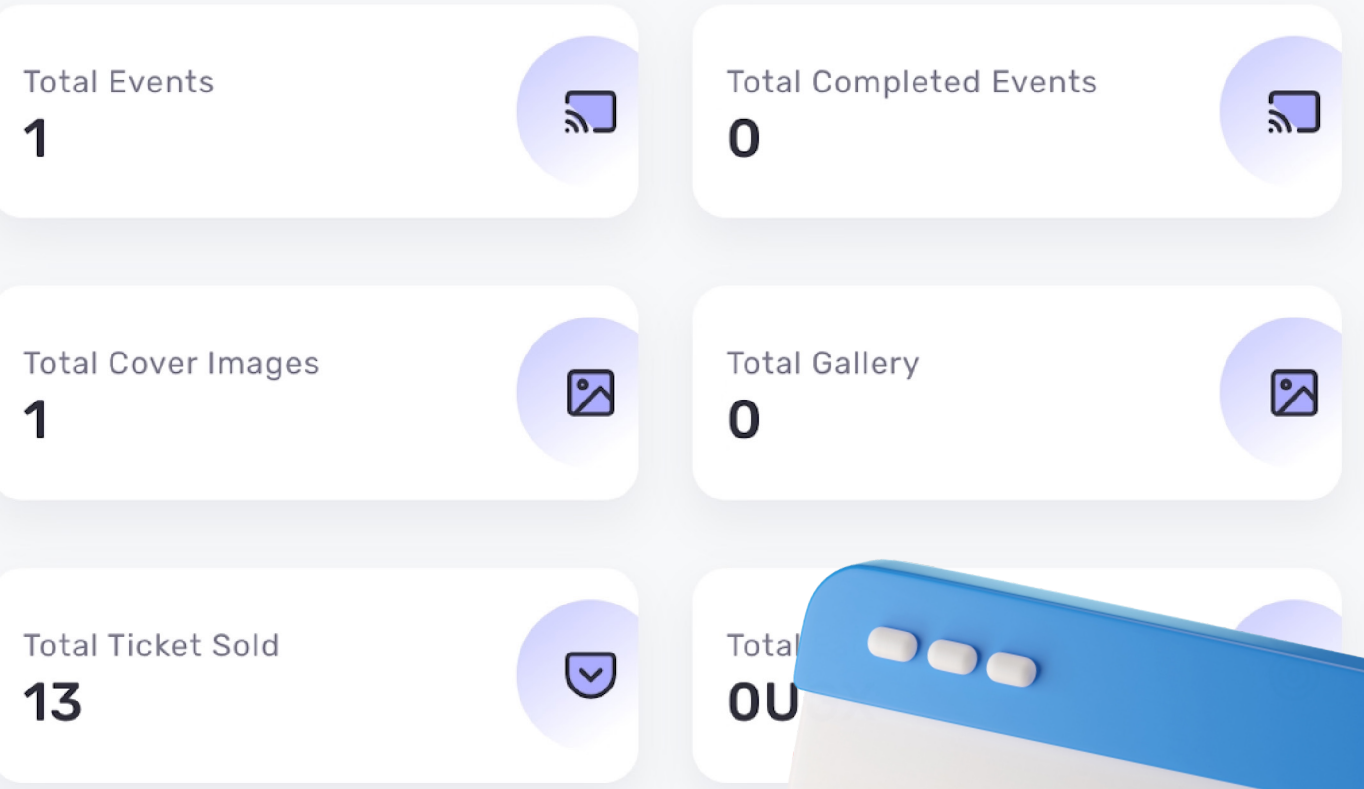 Total Events
1
Total Completed Events
0
Total Cover Images
1
Total Gallery
0
Total Ticket Sold
13
Total
0U